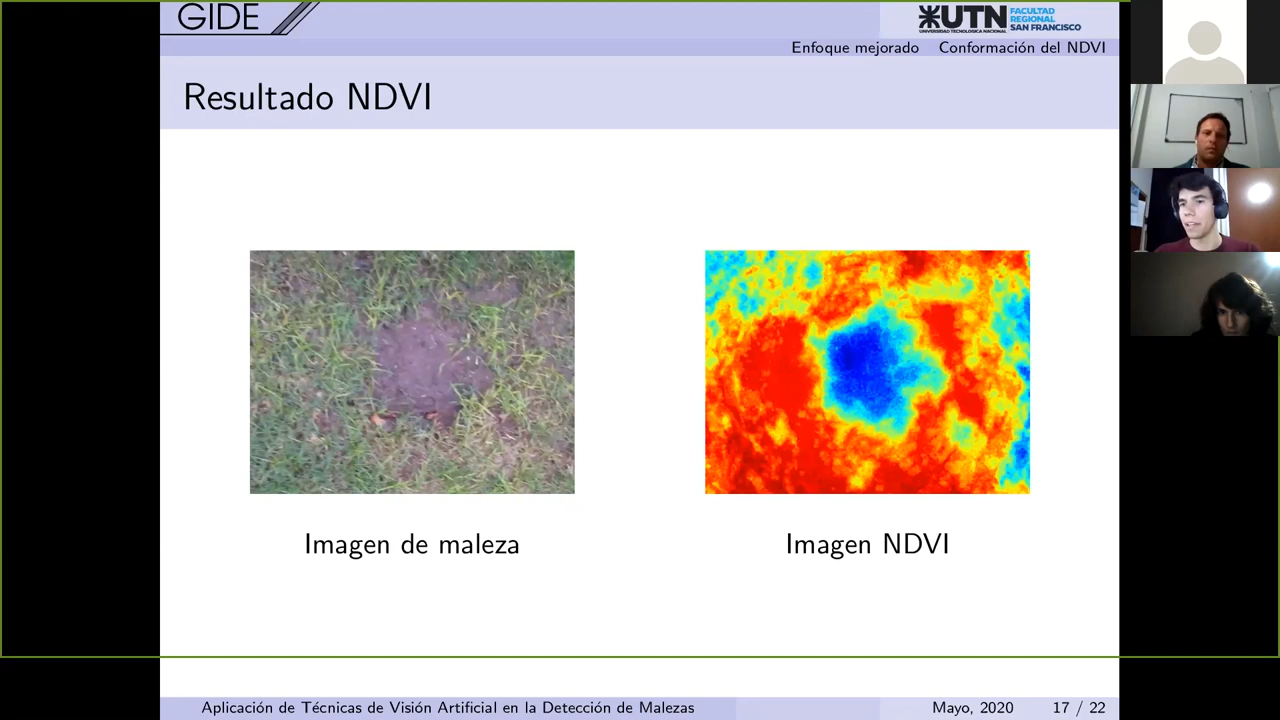 GIDE
UTN
UNIVERSIDAD TECNOLÓGICA NACIONAL
FACULTAD
REGIONAL
SAN FRANCISCO
Enfoque mejorado Conformación del NDVI
Resultado NDVI
Imagen de maleza
Imagen NDVI
Aplicación de Técnicas de Visión Artificial en la Detección de Malezas
Mayo, 2020
17 / 22